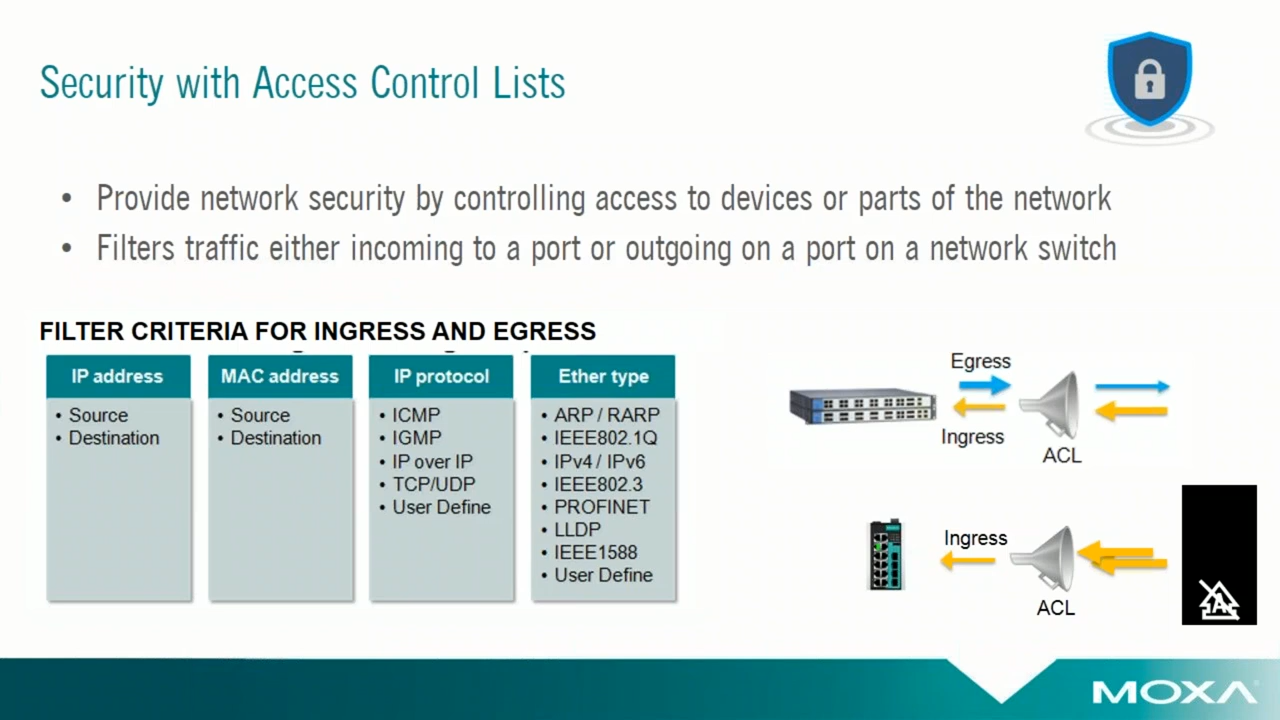 Security with Access Control Lists
• Provide network security by controlling access to devices or parts of the network
• Filters traffic either incoming to a port or outgoing on a port on a network switch
FILTER CRITERIA FOR INGRESS AND EGRESS
IP address
• Source
• Destination
MAC address
• Source
• Destination
IP protocol
• ICMP
• IGMP
• IP over IP
• TCP/UDP
• User Define
Ether type
• ARP / RARP
• IEEE802.1Q
• IPv4 / IPv6
• IEEE802.3
• PROFINET
• LLDP
• IEEE1588
• User Define
Egress
Ingress
ACL
Ingress
ACL
MOXA